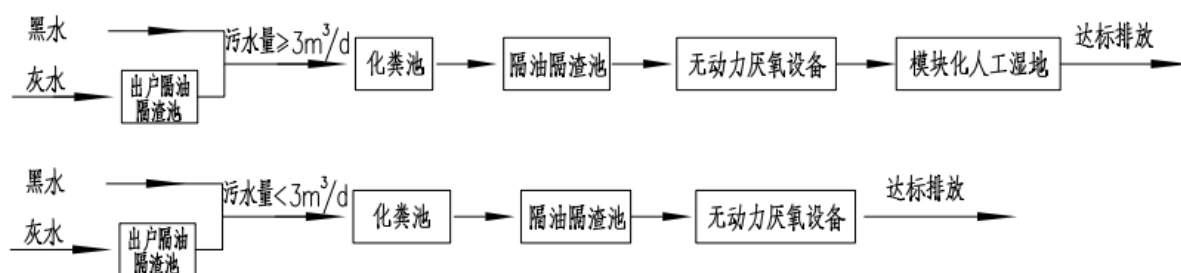 黑水
污水量≥3m³/d
灰水
出户隔油
隔渣池
化粪池
隔油隔渣池
无动力厌氧设备
模块化人工湿地
达标排放
黑水
污水量<3m³/d
灰水
出户隔油
隔渣池
化粪池
隔油隔渣池
无动力厌氧设备
达标排放